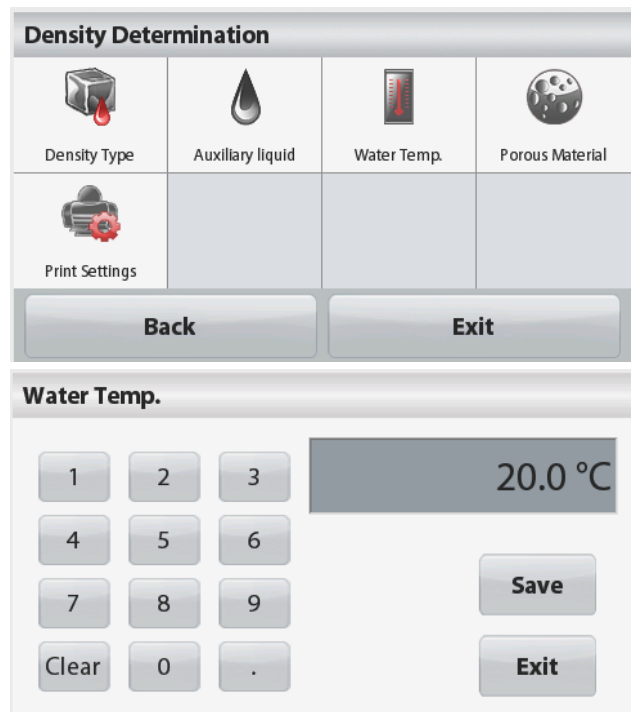 Density Determination
Density Type
Auxiliary liquid
Water Temp.
Porous Material
Print Settings
Back
Exit
Water Temp.
20.0 °C
1 2 3
4 5 6
7 8 9
Clear 0 .
Save
Exit